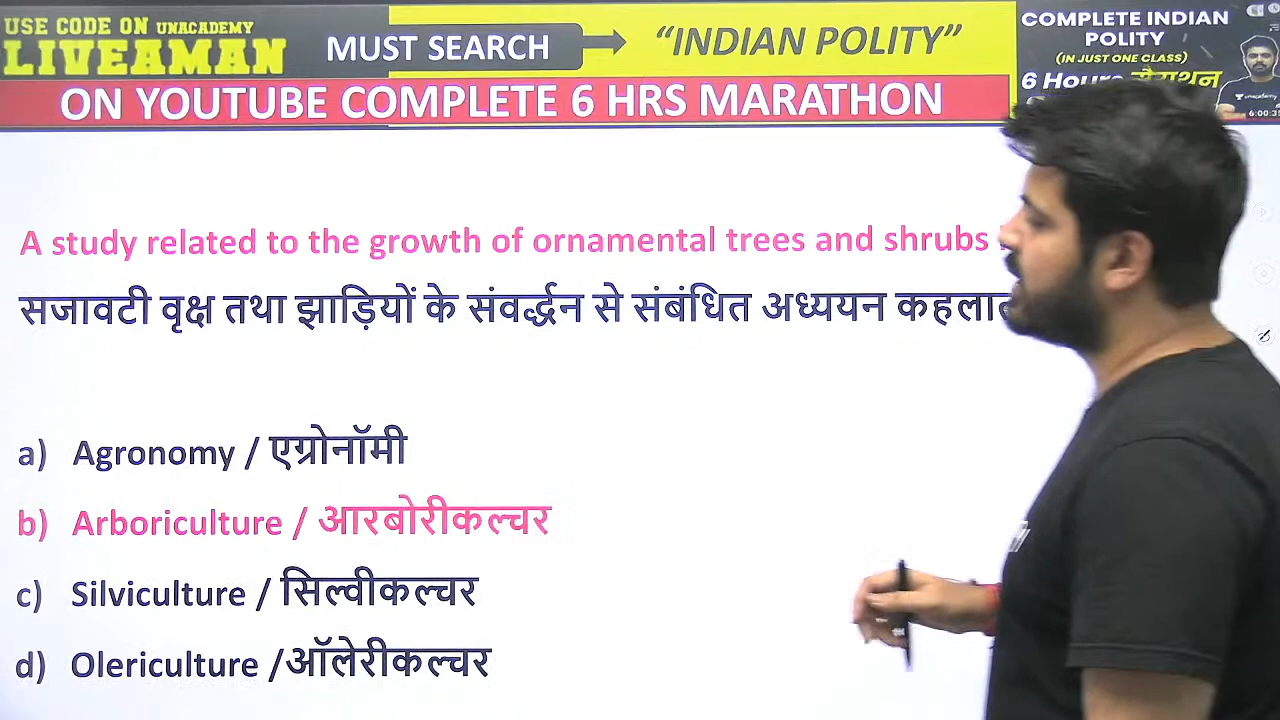 USE CODE ON UNACADEMY
LIVEAMAN
MUST SEARCH
“INDIAN POLITY”
ON YOUTUBE COMPLETE 6 HRS MARATHON
COMPLETE INDIAN
POLITY
(IN JUST ONE CLASS)
6 Hours मैराथन
unacademy
A study related to the growth of ornamental trees and shrubs
सजावटी वृक्ष तथा झाड़ियों के संवर्द्धन से संबंधित अध्ययन
a) Agronomy / एग्रोनॉमी
b) Arboriculture / आरबोरीकल्चर
c) Silviculture / सिल्वीकल्चर
d) Olericulture /ऑलेरीकल्चर